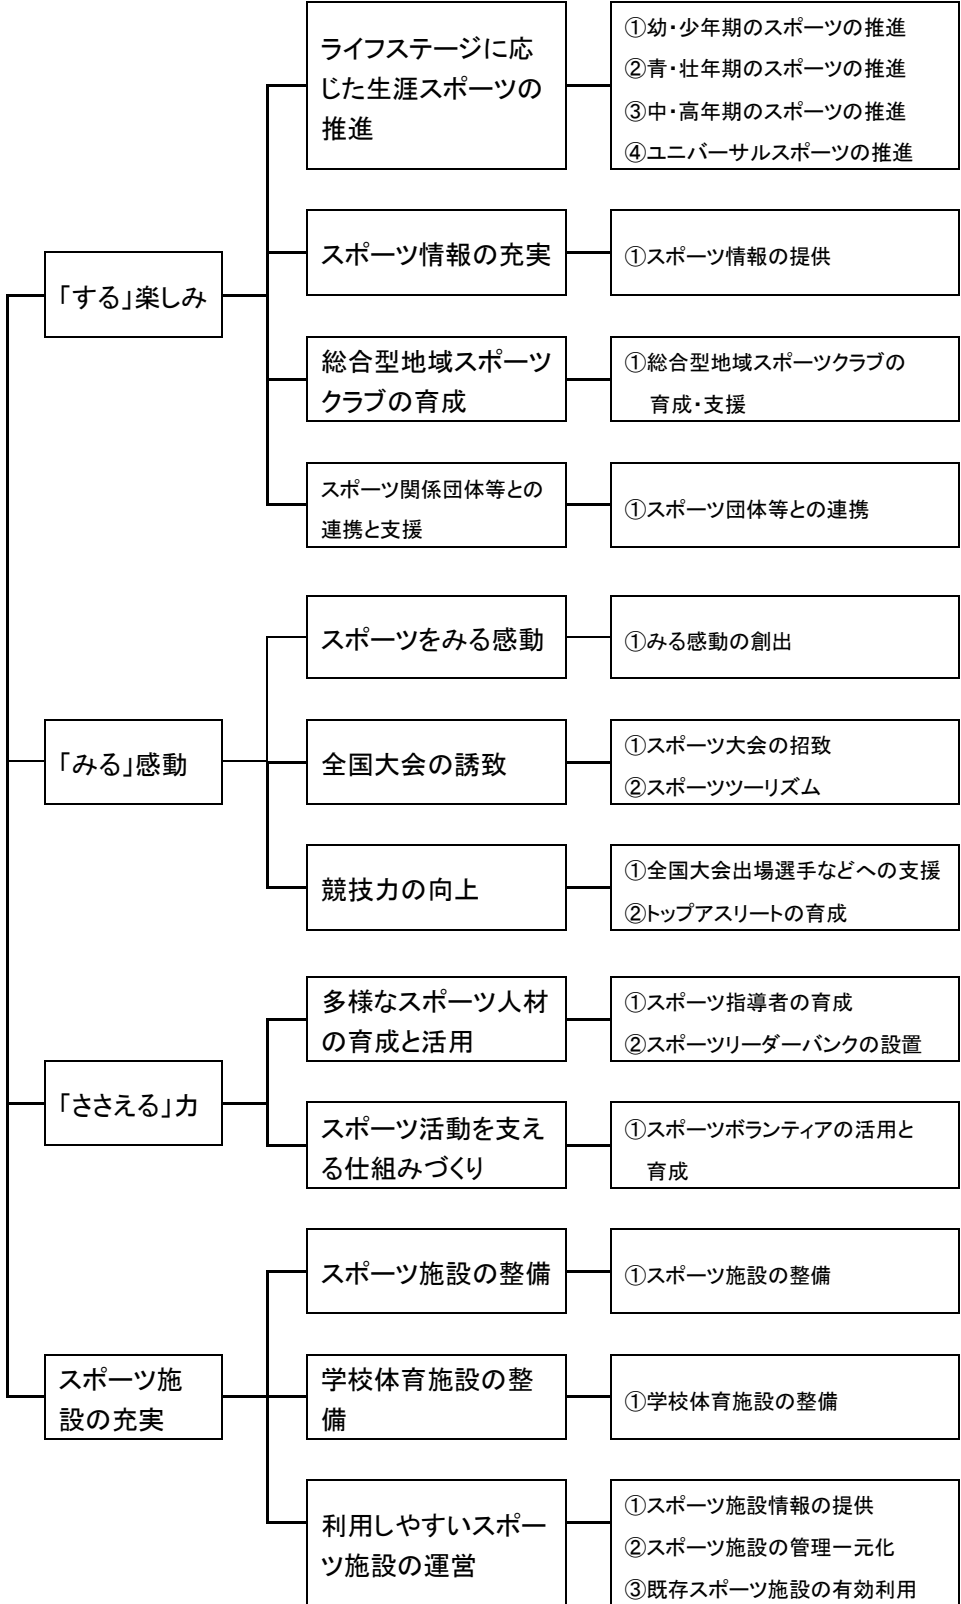 「する」楽しみ
ライフステージに応
じた生涯スポーツの
推進
①幼・少年期のスポーツの推進
②青・壮年期のスポーツの推進
③中・高年期のスポーツの推進
④ユニバーサルスポーツの推進
スポーツ情報の充実
①スポーツ情報の提供
総合型地域スポーツ
クラブの育成
①総合型地域スポーツクラブの
育成・支援
スポーツ関係団体等との
連携と支援
①スポーツ団体等との連携
「みる」感動
スポーツをみる感動
①みる感動の創出
全国大会の誘致
①スポーツ大会の招致
②スポーツツーリズム
競技力の向上
①全国大会出場選手などへの支援
②トップアスリートの育成
「ささえる」力
多様なスポーツ人材
の育成と活用
①スポーツ指導者の育成
②スポーツリーダーバンクの設置
スポーツ活動を支え
る仕組みづくり
①スポーツボランティアの活用と
育成
スポーツ施
設の充実
スポーツ施設の整備
①スポーツ施設の整備
学校体育施設の整
備
①学校体育施設の整備
利用しやすいスポー
ツ施設の運営
①スポーツ施設情報の提供
②スポーツ施設の管理一元化
③既存スポーツ施設の有効利用